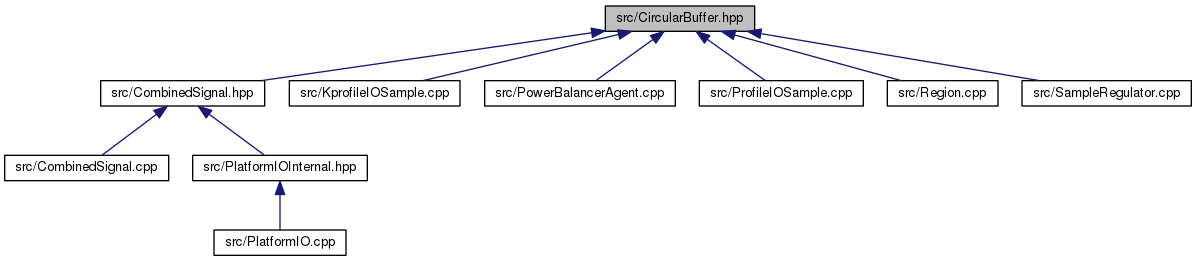 src/CircularBuffer.hpp
src/CombinedSignal.hpp
src/KprofileIOSample.cpp
src/PowerBalancerAgent.cpp
src/ProfileIOSample.cpp
src/Region.cpp
src/SampleRegulator.cpp
src/CombinedSignal.cpp
src/PlatformIOInternal.hpp
src/PlatformIO.cpp